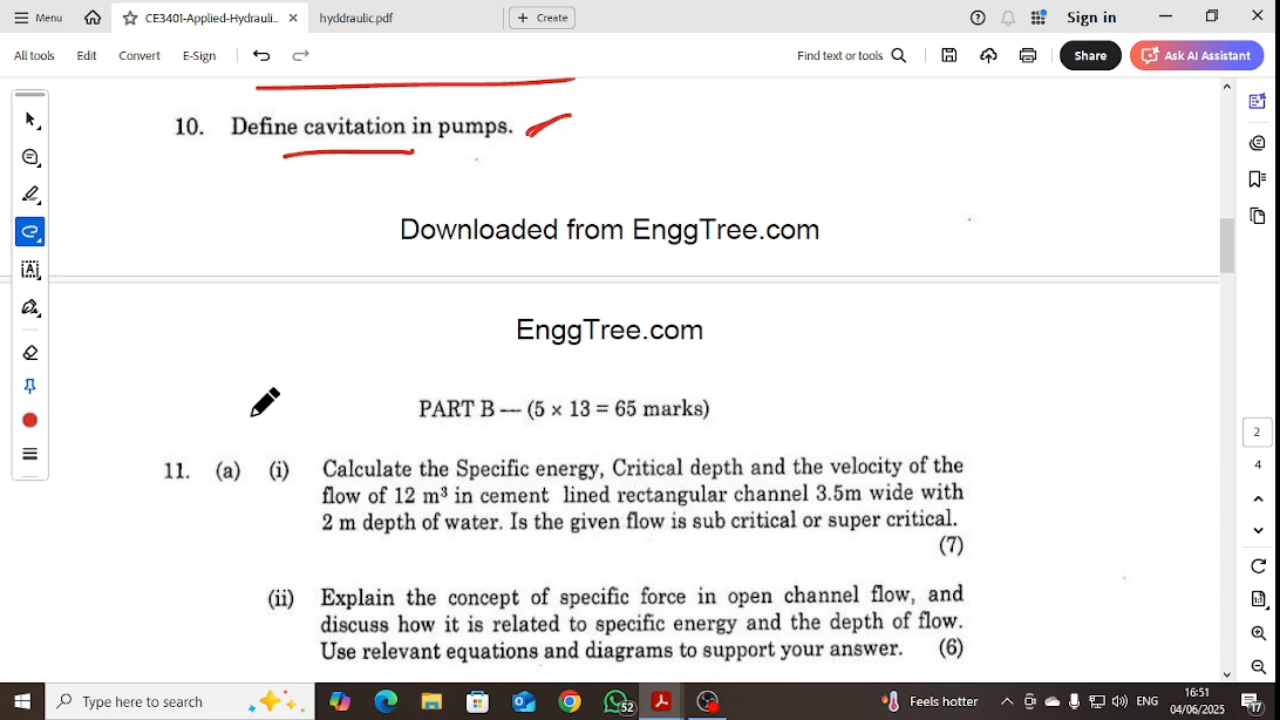 Menu
CE3401-Applied-Hydrauli...
hyddraulic.pdf
Create
Sign in
All tools Edit Convert E-Sign
Find text or tools
Share
Ask AI Assistant
10. Define cavitation in pumps.
Downloaded from EnggTree.com
EnggTree.com
PART B — (5 × 13 = 65 marks)
11. (a) (i) Calculate the Specific energy, Critical depth and the velocity of the
flow of 12 m³ in cement lined rectangular channel 3.5m wide with
2 m depth of water. Is the given flow is sub critical or super critical.
(7)
(ii) Explain the concept of specific force in open channel flow, and
discuss how it is related to specific energy and the depth of flow.
Use relevant equations and diagrams to support your answer. (6)
2
4
Type here to search
52
Feels hotter
ENG
16:51
04/06/2025
17